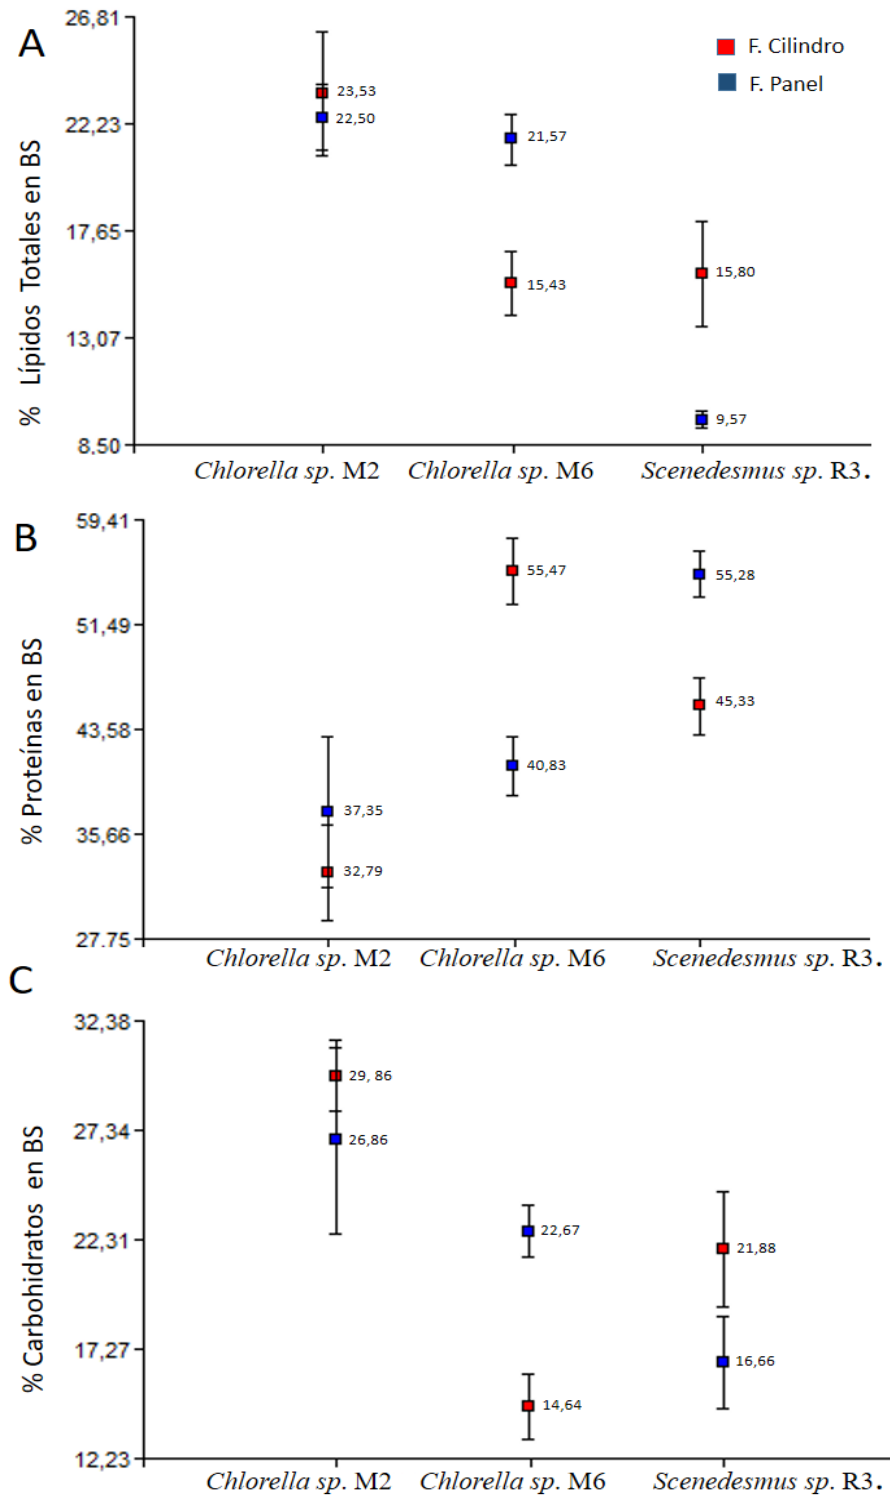 A
26,81
22,23
17,65
13,07
8,50
% Lípidos Totales en BS
F. Cilindro
F. Panel
23,53
22,50
21,57
15,43
15,80
9,57
Chlorella sp. M2
Chlorella sp. M6
Scenedesmus sp. R3.
B
59,41
51,49
43,58
35,66
27.75
% Proteínas en BS
37,35
32,79
55,47
40,83
55,28
45,33
Chlorella sp. M2
Chlorella sp. M6
Scenedesmus sp. R3.
C
32,38
27,34
22,31
17,27
12,23
% Carbohidratos en BS
29, 86
26,86
22,67
14,64
21,88
16,66
Chlorella sp. M2
Chlorella sp. M6
Scenedesmus sp. R3.